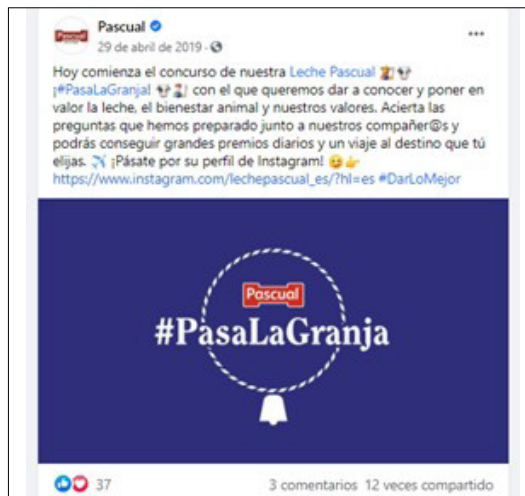 Pascual
Pascual
29 de abril de 2019 ·
Hoy comienza el concurso de nuestra Leche Pascual
¡#PasaLaGranja! con el que queremos dar a conocer y poner en
valor la leche, el bienestar animal y nuestros valores. Acierta las
preguntas que hemos preparado junto a nuestros compañer@s y
podrás conseguir grandes premios diarios y un viaje al destino que tú
elijas. ✈️ ¡Pásate por su perfil de Instagram! 😉👉
https://www.instagram.com/lechepascual_es/?hl=es #DarLoMejor
Pascual
#PasaLaGranja
37
3 comentarios 12 veces compartido